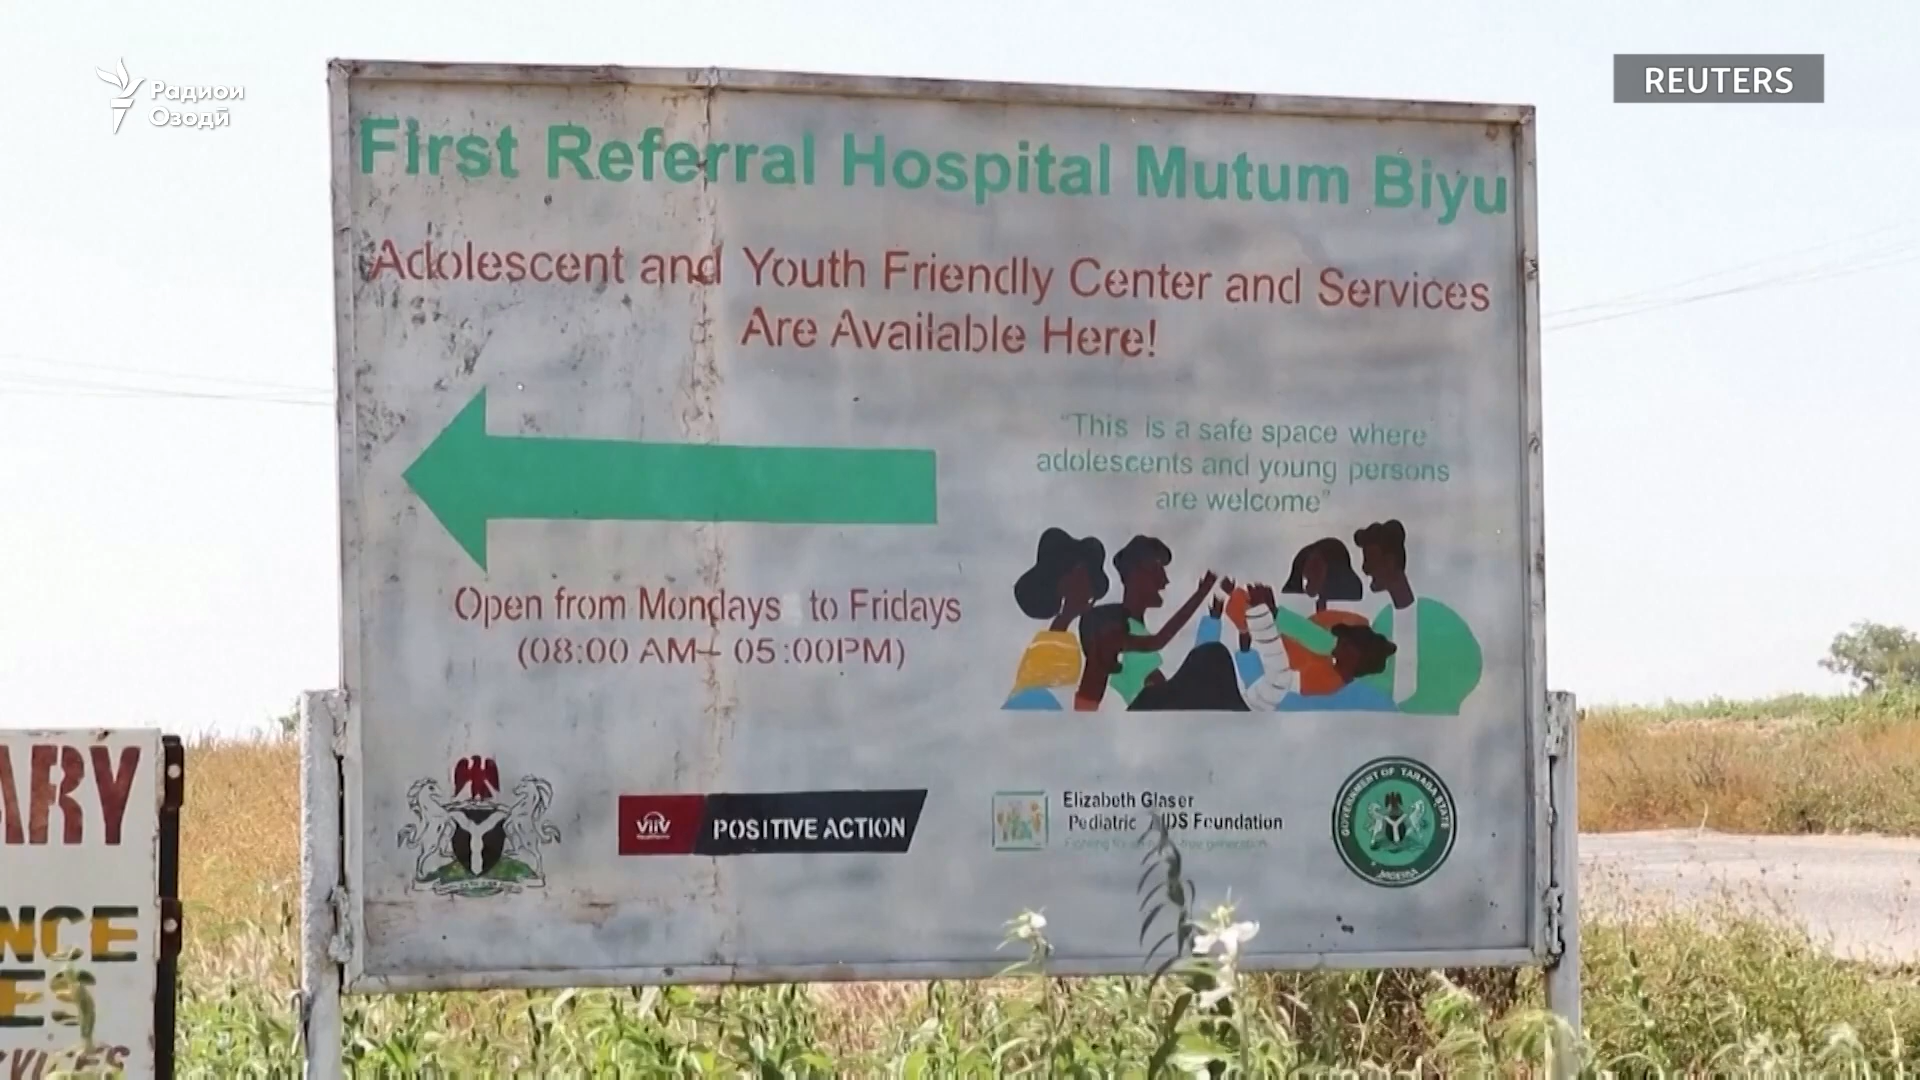 Радиои
Озодӣ
REUTERS
First Referral Hospital Mutum Biyu
Adolescent and Youth Friendly Center and Services
Are Available Here!
"This is a safe space where
adolescents and young persons
are welcome"
Open from Mondays to Fridays
(08:00 AM– 05:00PM)
ViiV
POSITIVE ACTION
Elizabeth Glaser
Pediatric AIDS Foundation
GOVERNMENT OF TARABA STATE
NIGERIA
ARY
NCE
ES